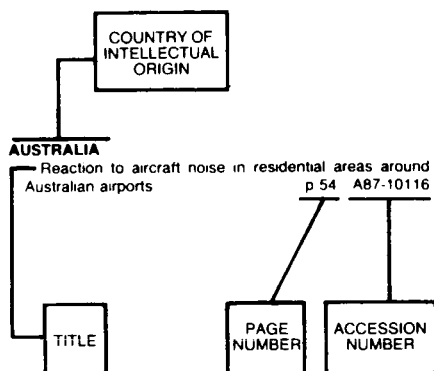 COUNTRY OF
INTELLECTUAL
ORIGIN
AUSTRALIA
Reaction to aircraft noise in residential areas around
Australian airports p 54 A87-10116
TITLE
PAGE
NUMBER
ACCESSION
NUMBER